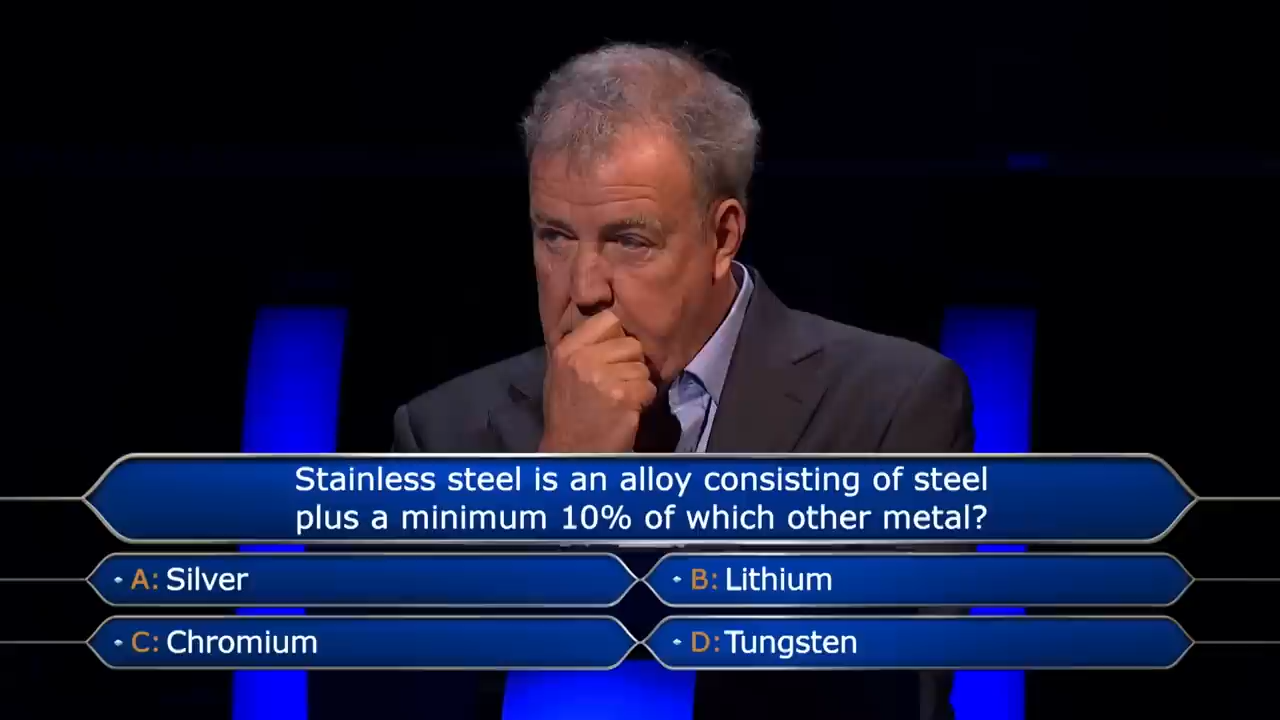 Stainless steel is an alloy consisting of steel
plus a minimum 10% of which other metal?
A: Silver
B: Lithium
C: Chromium
D: Tungsten